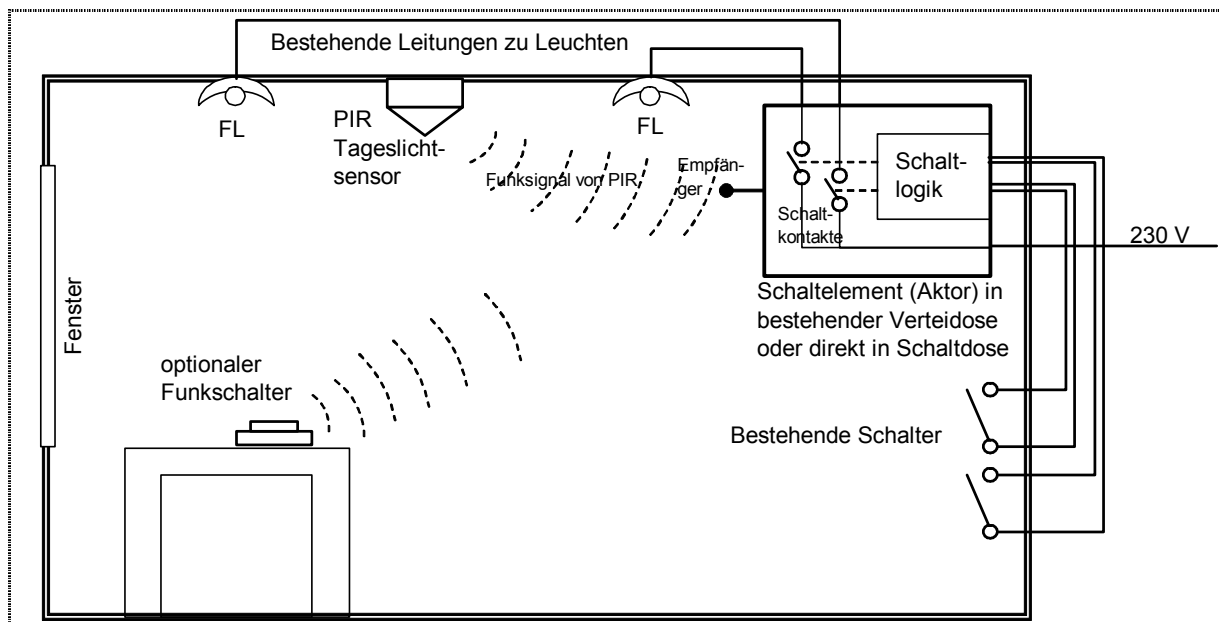 Bestehende Leitungen zu Leuchten
FL
PIR
Tageslicht-
sensor
FL
Funksignal von PIR
Empfän-
ger
Schalt-
logik
Schalt-
kontakte
230 V
Schaltelement (Aktor) in
bestehender Verteidose
oder direkt in Schaltdose
Fenster
optionaler
Funkschalter
Bestehende Schalter